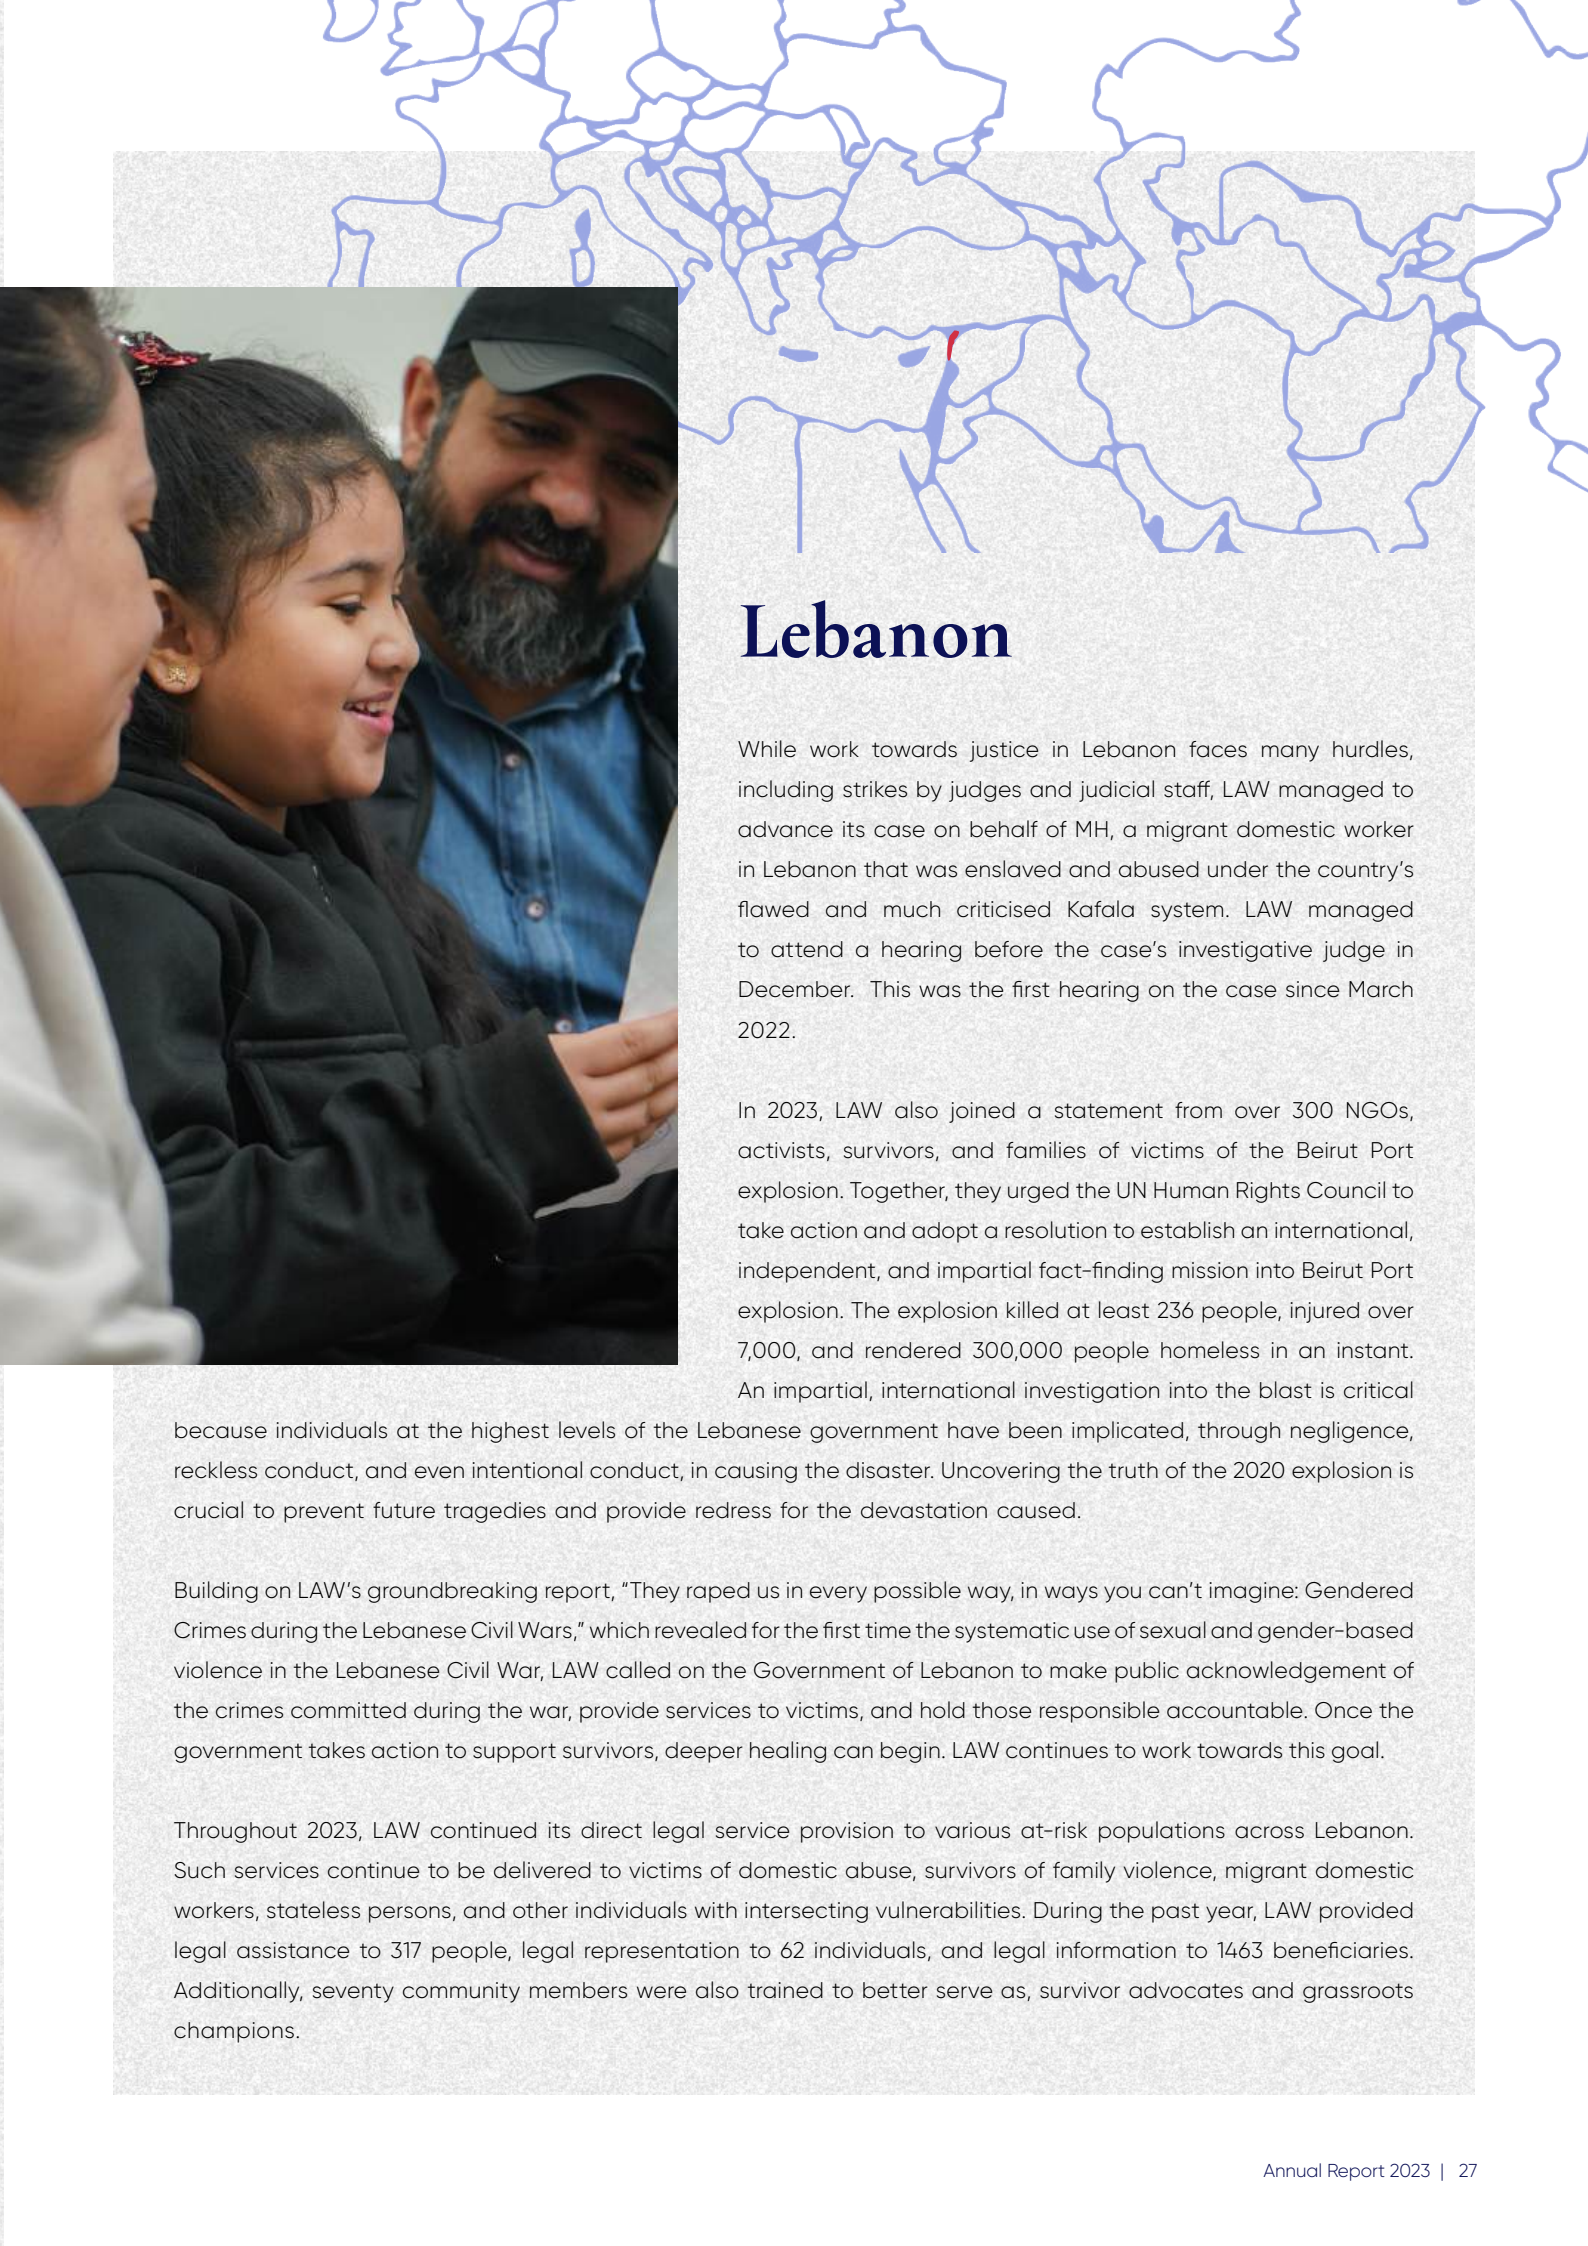 Lebanon
While work towards justice in Lebanon faces many hurdles,
including strikes by judges and judicial staff, LAW managed to
advance its case on behalf of MH, a migrant domestic worker
in Lebanon that was enslaved and abused under the country's
flawed and much criticised Kafala system. LAW managed
to attend a hearing before the case's investigative judge in
December. This was the first hearing on the case since March
2022.
In 2023, LAW also joined a statement from over 300 NGOs,
activists, survivors, and families of victims of the Beirut Port
explosion. Together, they urged the UN Human Rights Council to
take action and adopt a resolution to establish an international,
independent, and impartial fact-finding mission into Beirut Port
explosion. The explosion killed at least 236 people, injured over
7,000, and rendered 300,000 people homeless in an instant.
An impartial, international investigation into the blast is critical
because individuals at the highest levels of the Lebanese government have been implicated, through negligence,
reckless conduct, and even intentional conduct, in causing the disaster. Uncovering the truth of the 2020 explosion is
crucial to prevent future tragedies and provide redress for the devastation caused.
Building on LAW's groundbreaking report, “They raped us in every possible way, in ways you can't imagine: Gendered
Crimes during the Lebanese Civil Wars,” which revealed for the first time the systematic use of sexual and gender-based
violence in the Lebanese Civil War, LAW called on the Government of Lebanon to make public acknowledgement of
the crimes committed during the war, provide services to victims, and hold those responsible accountable. Once the
government takes action to support survivors, deeper healing can begin. LAW continues to work towards this goal.
Throughout 2023, LAW continued its direct legal service provision to various at-risk populations across Lebanon.
Such services continue to be delivered to victims of domestic abuse, survivors of family violence, migrant domestic
workers, stateless persons, and other individuals with intersecting vulnerabilities. During the past year, LAW provided
legal assistance to 317 people, legal representation to 62 individuals, and legal information to 1463 beneficiaries.
Additionally, seventy community members were also trained to better serve as, survivor advocates and grassroots
champions.
Annual Report 2023 | 27